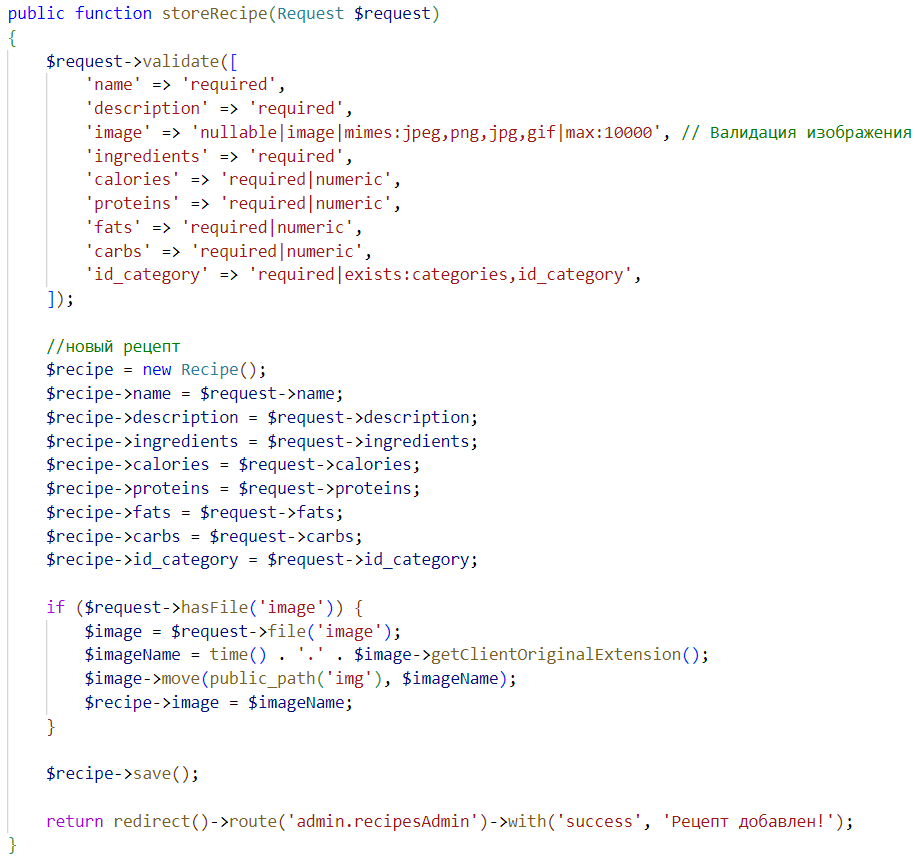 public function storeRecipe(Request $request)
{
    $request->validate([
        'name' => 'required',
        'description' => 'required',
        'image' => 'nullable|image|mimes:jpeg,png,jpg,gif|max:10000', // Валидация изображения
        'ingredients' => 'required',
        'calories' => 'required|numeric',
        'proteins' => 'required|numeric',
        'fats' => 'required|numeric',
        'carbs' => 'required|numeric',
        'id_category' => 'required|exists:categories,id_category',
    ]);

    //новый рецепт
    $recipe = new Recipe();
    $recipe->name = $request->name;
    $recipe->description = $request->description;
    $recipe->ingredients = $request->ingredients;
    $recipe->calories = $request->calories;
    $recipe->proteins = $request->proteins;
    $recipe->fats = $request->fats;
    $recipe->carbs = $request->carbs;
    $recipe->id_category = $request->id_category;

    if ($request->hasFile('image')) {
        $image = $request->file('image');
        $imageName = time() . '.' . $image->getClientOriginalExtension();
        $image->move(public_path('img'), $imageName);
        $recipe->image = $imageName;
    }

    $recipe->save();

    return redirect()->route('admin.recipesAdmin')->with('success', 'Рецепт добавлен!');
}